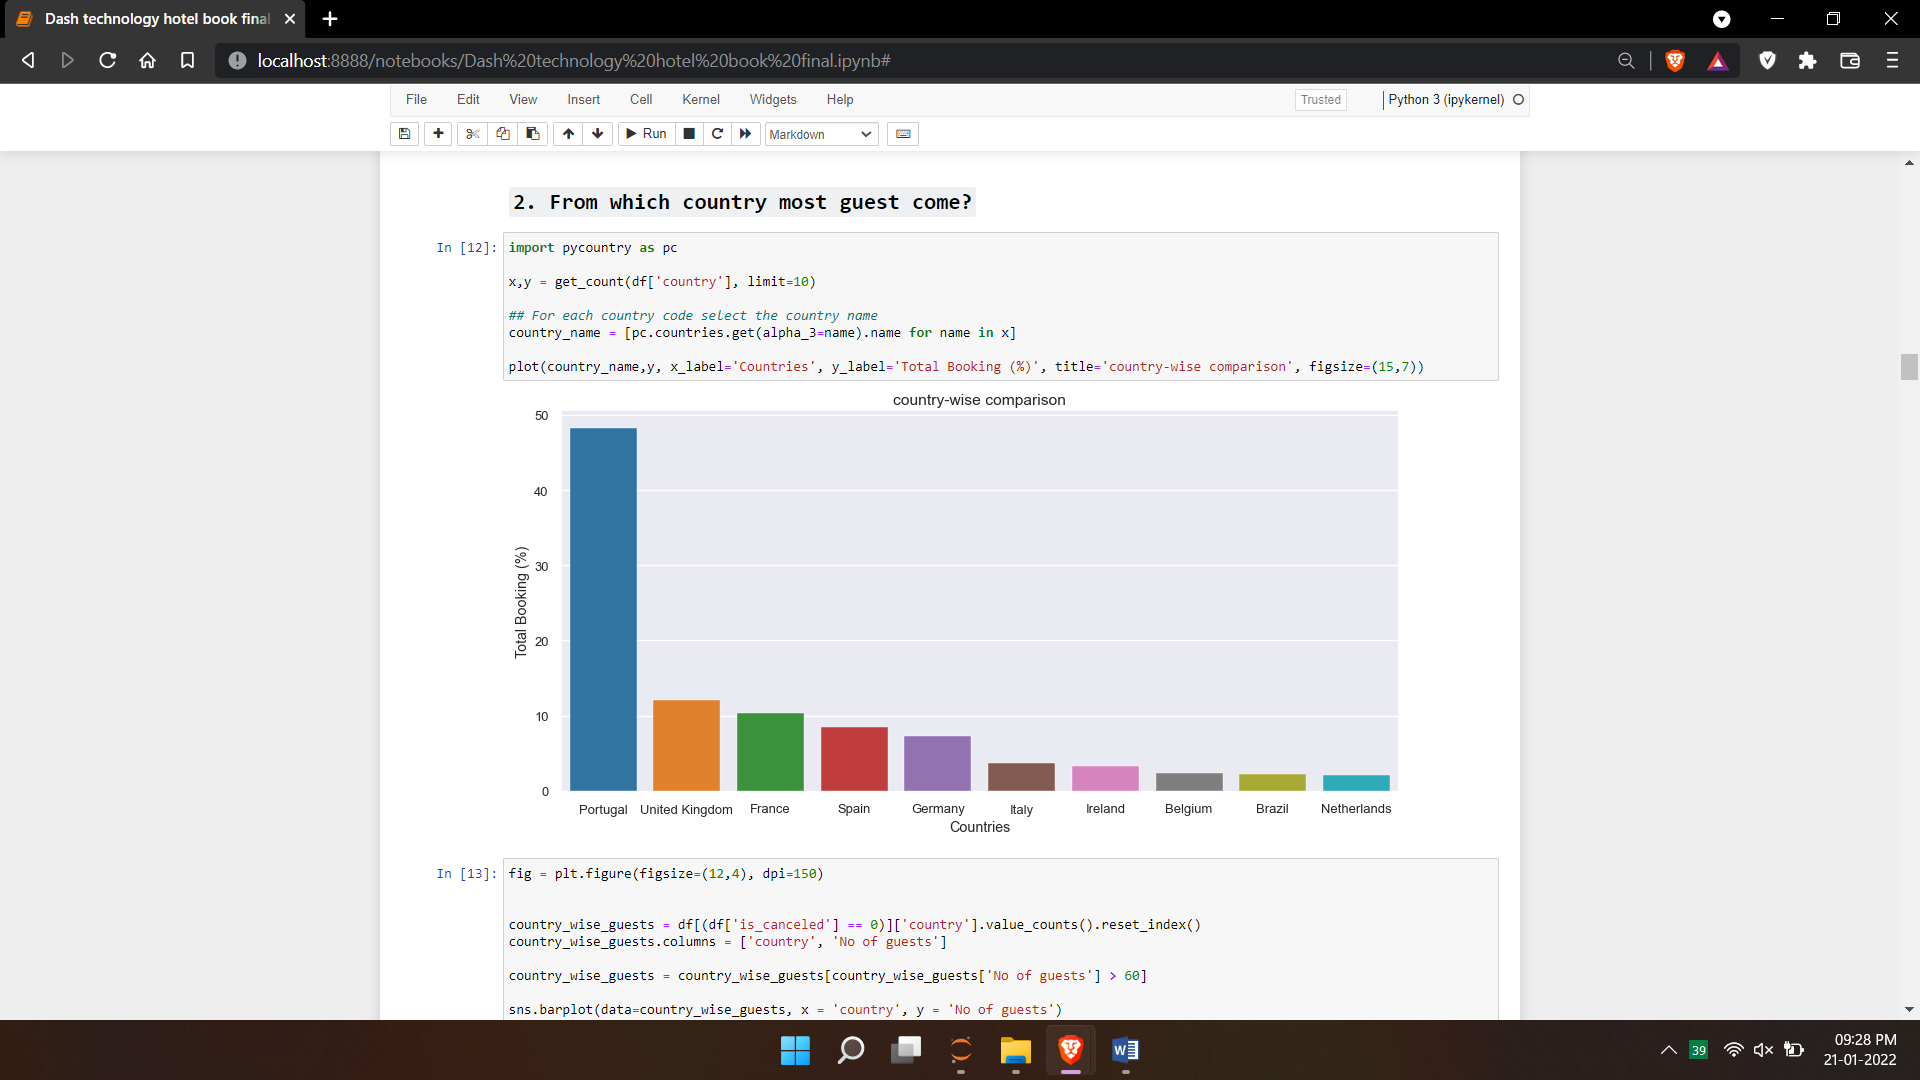 Dash technology hotel book final
localhost:8888/notebooks/Dash%20technology%20hotel%20book%20final.ipynb#
File Edit View Insert Cell Kernel Widgets Help Trusted Python 3 (ipykernel)
Run Markdown
2. From which country most guest come?
In [12]: import pycountry as pc
x,y = get_count(df['country'], limit=10)
## For each country code select the country name
country_name = [pc.countries.get(alpha_3=name).name for name in x]
plot(country_name,y, x_label='Countries', y_label='Total Booking (%)', title='country-wise comparison', figsize=(15,7))
country-wise comparison
50
40
30
20
10
0
Total Booking (%)
Portugal United Kingdom France Spain Germany Italy Ireland Belgium Brazil Netherlands
Countries
In [13]: fig = plt.figure(figsize=(12,4), dpi=150)
country_wise_guests = df[(df['is_canceled'] == 0)]['country'].value_counts().reset_index()
country_wise_guests.columns = ['country', 'No of guests']
country_wise_guests = country_wise_guests[country_wise_guests['No of guests'] > 60]
sns.barplot(data=country_wise_guests, x = 'country', y = 'No of guests')
39
09:28 PM
21-01-2022